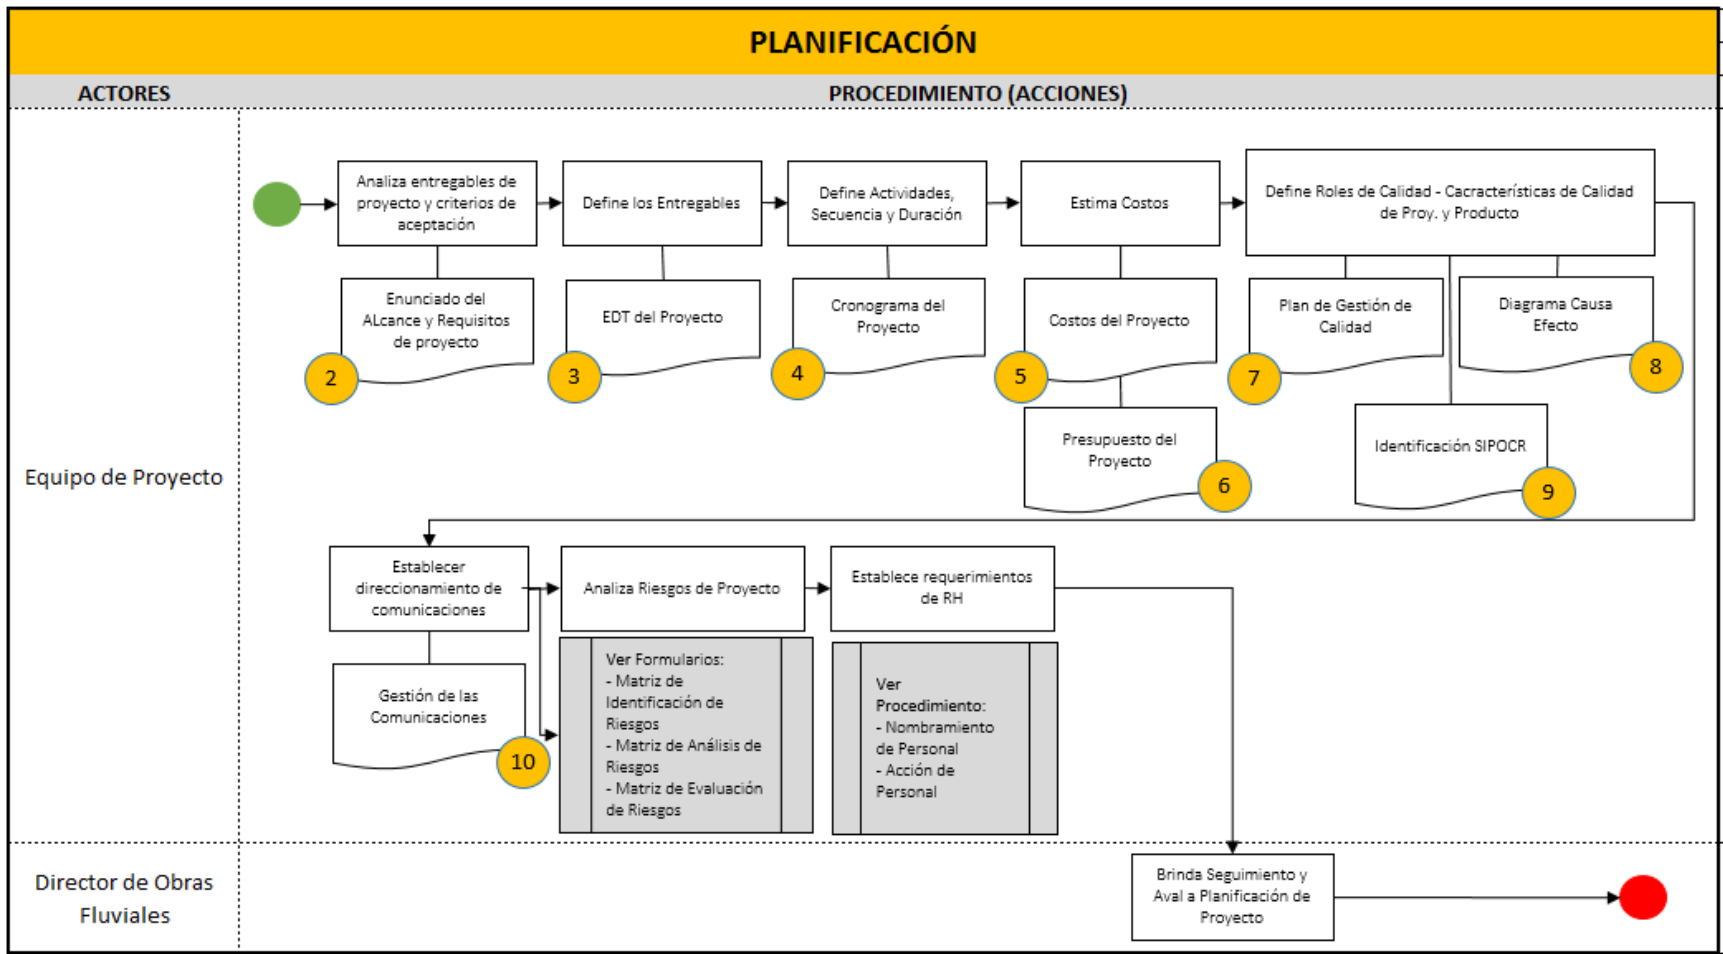 PLANIFICACIÓN
ACTORES
PROCEDIMIENTO (ACCIONES)
Equipo de Proyecto
Analiza entregables de
proyecto y criterios de
aceptación
Define los Entregables
Define Actividades,
Secuencia y Duración
Estima Costos
Define Roles de Calidad - Cacracterísticas de Calidad
de Proy. y Producto
Enunciado del
ALcance y Requisitos
de proyecto
2
EDT del Proyecto
3
Cronograma del
Proyecto
4
Costos del Proyecto
5
Presupuesto del
Proyecto
6
Plan de Gestión de
Calidad
7
Diagrama Causa
Efecto
8
Identificación SIPOCR
9
Establecer
direccionamiento de
comunicaciones
Analiza Riesgos de Proyecto
Establece requerimientos
de RH
Gestión de las
Comunicaciones
10
Ver Formularios:
- Matriz de
Identificación de
Riesgos
- Matriz de Análisis de
Riesgos
- Matriz de Evaluación
de Riesgos
Ver
Procedimiento:
- Nombramiento
de Personal
- Acción de
Personal
Director de Obras
Fluviales
Brinda Seguimiento y
Aval a Planificación de
Proyecto